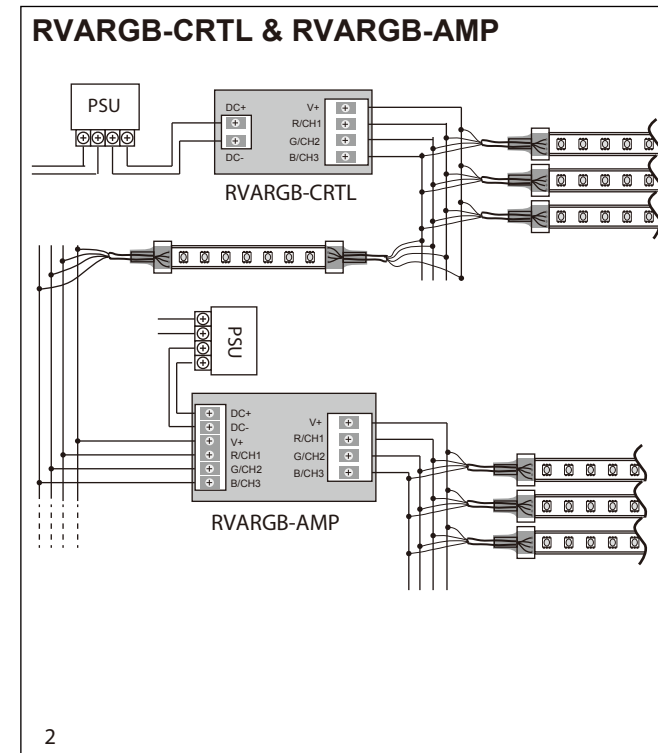 RVARGB-CRTL & RVARGB-AMP
PSU
DC+
DC-
V+
R/CH1
G/CH2
B/CH3
RVARGB-CRTL
PSU
DC+
DC-
V+
R/CH1
G/CH2
B/CH3
V+
R/CH1
G/CH2
B/CH3
RVARGB-AMP
2